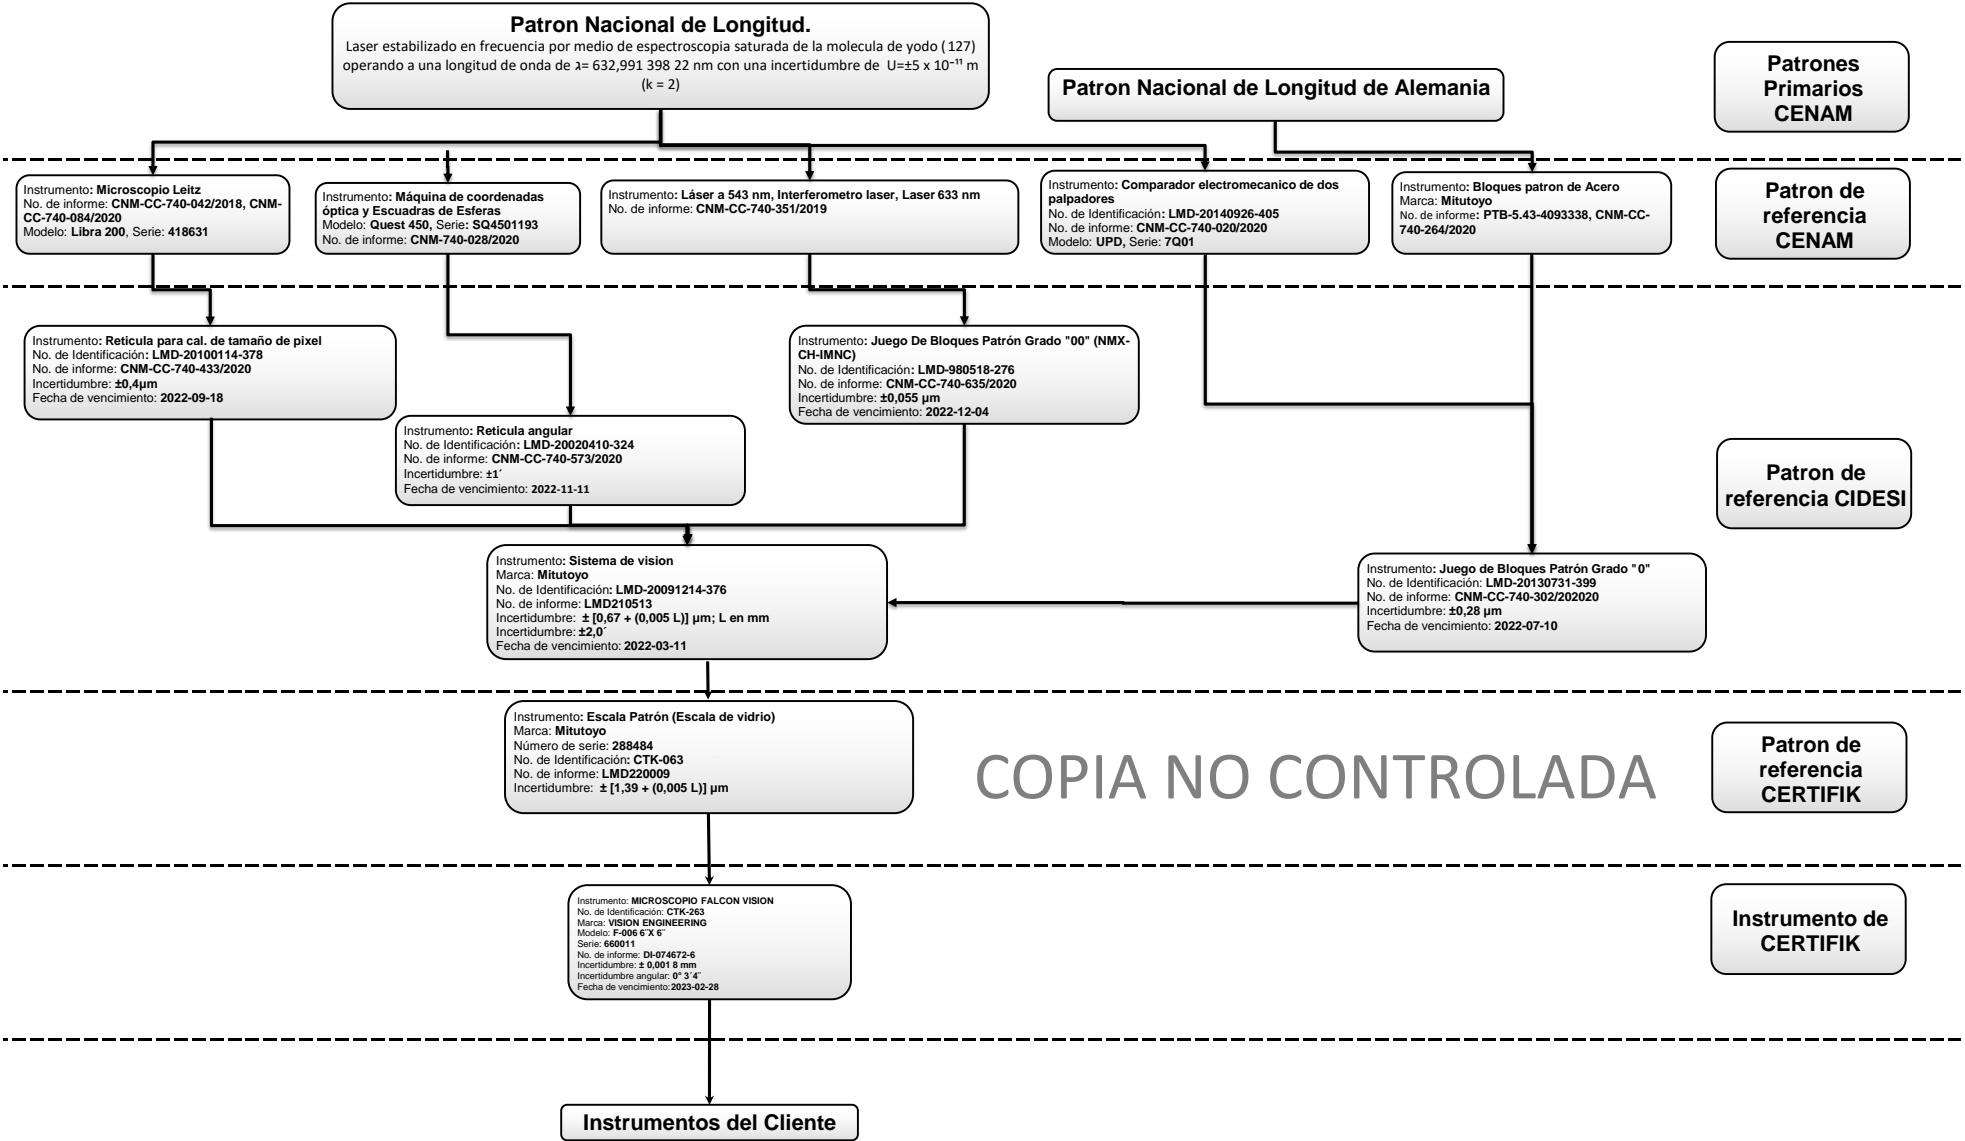 Patron Nacional de Longitud.
Laser estabilizado en frecuencia por medio de espectroscopia saturada de la molecula de yodo (127)
operando a una longitud de onda de λ= 632,991 398 22 nm con una incertidumbre de U=±5 x 10⁻¹¹ m
(k = 2)
Patron Nacional de Longitud de Alemania
Patrones
Primarios
CENAM
Instrumento: Microscopio Leitz
No. de informe: CNM-CC-740-042/2018, CNM-
CC-740-084/2020
Modelo: Libra 200, Serie: 418631
Instrumento: Máquina de coordenadas
óptica y Escuadras de Esferas
Modelo: Quest 450, Serie: SQ4501193
No. de informe: CNM-740-028/2020
Instrumento: Láser a 543 nm, Interferometro laser, Laser 633 nm
No. de informe: CNM-CC-740-351/2019
Instrumento: Comparador electromecanico de dos
palpadores
No. de Identificación: LMD-20140926-405
No. de informe: CNM-CC-740-020/2020
Modelo: UPD, Serie: 7Q01
Instrumento: Bloques patron de Acero
Marca: Mitutoyo
No. de informe: PTB-5.43-4093338, CNM-CC-
740-264/2020
Patron de
referencia
CENAM
Instrumento: Reticula para cal. de tamaño de pixel
No. de Identificación: LMD-20100114-378
No. de informe: CNM-CC-740-433/2020
Incertidumbre: ±0,4µm
Fecha de vencimiento: 2022-09-18
Instrumento: Juego De Bloques Patrón Grado "00" (NMX-
CH-IMNC)
No. de Identificación: LMD-980518-276
No. de informe: CNM-CC-740-635/2020
Incertidumbre: ±0,055 µm
Fecha de vencimiento: 2022-12-04
Instrumento: Reticula angular
No. de Identificación: LMD-20020410-324
No. de informe: CNM-CC-740-573/2020
Incertidumbre: ±1´
Fecha de vencimiento: 2022-11-11
Patron de
referencia CIDESI
Instrumento: Sistema de vision
Marca: Mitutoyo
No. de Identificación: LMD-20091214-376
No. de informe: LMD210513
Incertidumbre: ± [0,67 + (0,005 L)] µm; L en mm
Incertidumbre: ±2,0´
Fecha de vencimiento: 2022-03-11
Instrumento: Juego de Bloques Patrón Grado "0"
No. de Identificación: LMD-20130731-399
No. de informe: CNM-CC-740-302/202020
Incertidumbre: ±0,28 µm
Fecha de vencimiento: 2022-07-10
Instrumento: Escala Patrón (Escala de vidrio)
Marca: Mitutoyo
Número de serie: 288484
No. de Identificación: CTK-063
No. de informe: LMD220009
Incertidumbre: ± [1,39 + (0,005 L)] µm
COPIA NO CONTROLADA
Patron de
referencia
CERTIFIK
Instrumento: MICROSCOPIO FALCON VISION
No. de Identificación: CTK-263
Marca: VISION ENGINEERING
Modelo: F-006 6¨X 6¨
Serie: 660011
No. de informe: DI-074672-6
Incertidumbre: ± 0,001 8 mm
Incertidumbre angular: 0° 3´4¨
Fecha de vencimiento:2023-02-28
Instrumento de
CERTIFIK
Instrumentos del Cliente